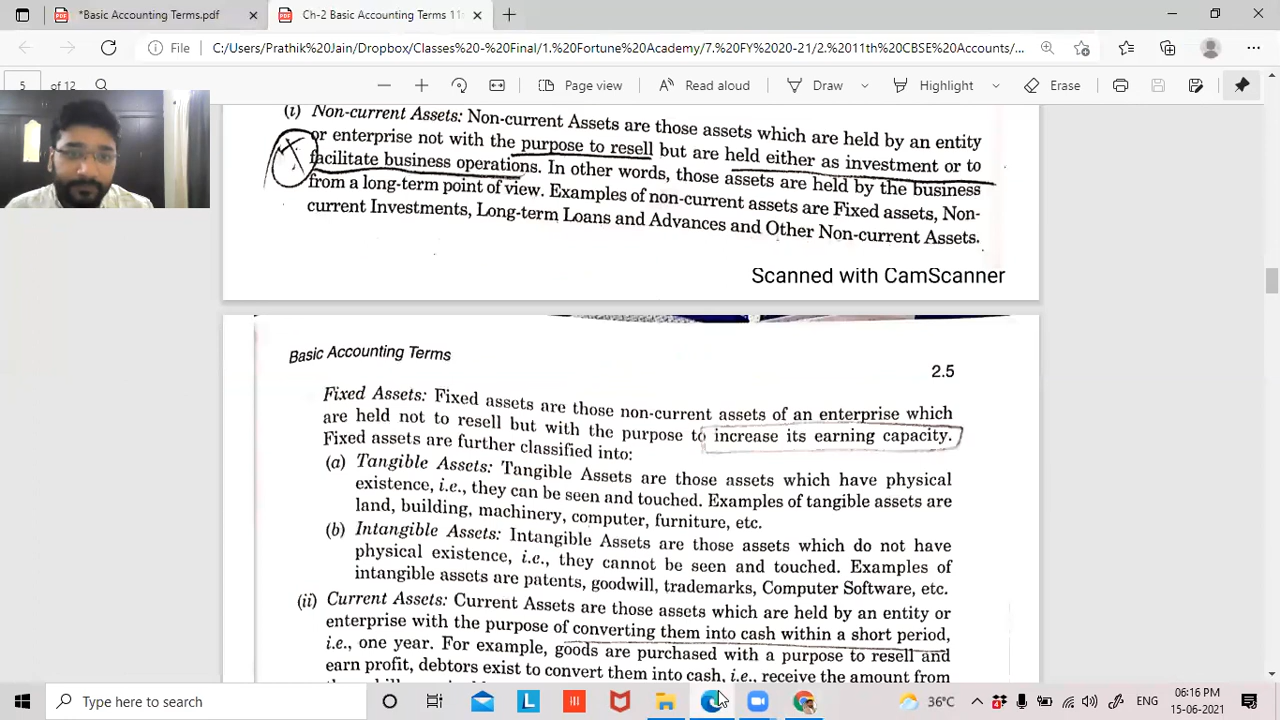 Basic Accounting Terms 1
Ch-2 Basic Accounting Terms 11t
File
C:/Users/Prathik%20Jain/Dropbox/Classes%20-%20Final/1.%20Fortune%20Academy/7.%20FY%2020-21/2.%2011th%20CBSE%20Accounts/...
5 of 12
Page view
Read aloud
Draw
Highlight
Erase
(i) Non-current Assets: Non-current Assets are those assets which are held by an entity
or enterprise not with the purpose to resell but are held either as investment or to
facilitate business operations. In other words, those assets are held by the business
from a long-term point of view. Examples of non-current assets are Fixed assets, Non-
current Investments, Long-term Loans and Advances and Other Non-current Assets.
Scanned with CamScanner
Basic Accounting Terms
2.5
Fixed Assets: Fixed assets are those non-current assets of an enterprise which
are held not to resell but with the purpose to increase its earning capacity.
Fixed assets are further classified into:
(a) Tangible Assets: Tangible Assets are those assets which have physical
existence, i.e., they can be seen and touched. Examples of tangible assets are
land, building, machinery, computer, furniture, etc.
(b) Intangible Assets: Intangible Assets are those assets which do not have
physical existence, i.e., they cannot be seen and touched. Examples of
intangible assets are patents, goodwill, trademarks, Computer Software, etc.
(ii) Current Assets: Current Assets are those assets which are held by an entity or
enterprise with the purpose of converting them into cash within a short period,
i.e., one year. For example, goods are purchased with a purpose to resell and
earn profit, debtors exist to convert them into cash, i.e., receive the amount from
Type here to search
L
36°C
ENG
06:16 PM
15-06-2021